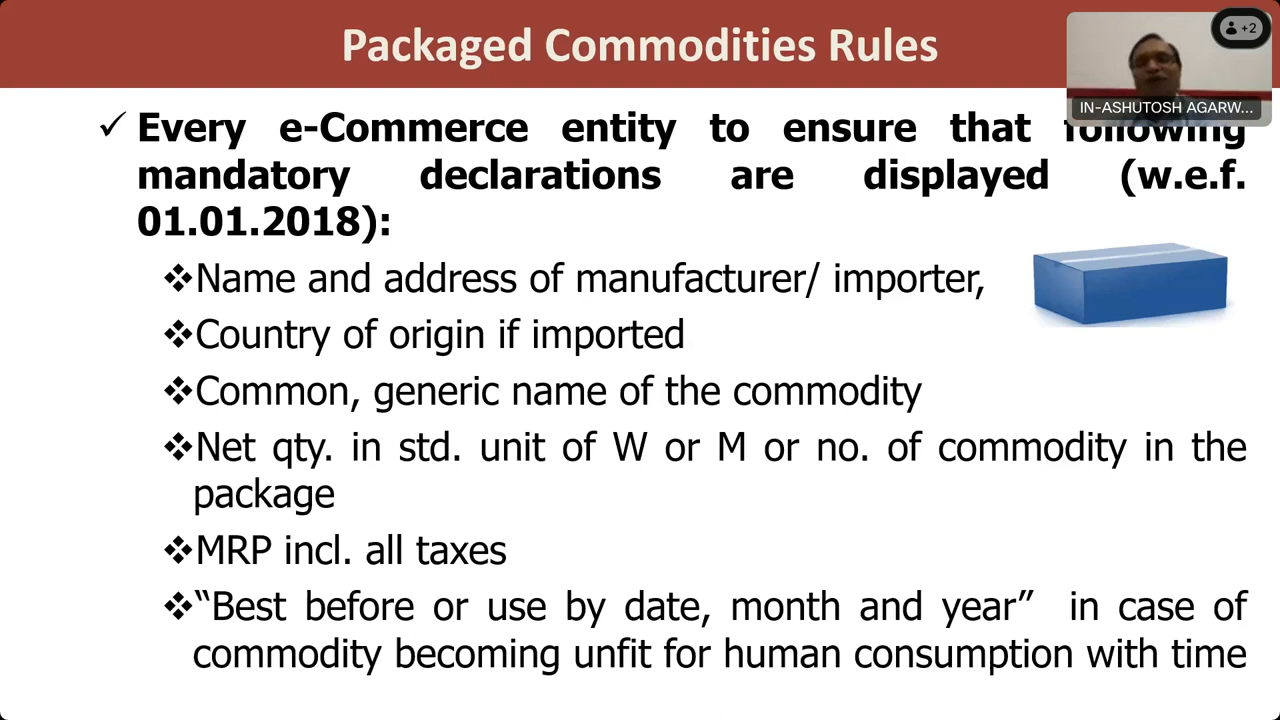 Packaged Commodities Rules
+2
IN-ASHUTOSH AGARW...
✓ Every e-Commerce entity to ensure that following
mandatory declarations are displayed (w.e.f.
01.01.2018):
❖Name and address of manufacturer/ importer,
❖Country of origin if imported
❖Common, generic name of the commodity
❖Net qty. in std. unit of W or M or no. of commodity in the
package
❖MRP incl. all taxes
❖“Best before or use by date, month and year” in case of
commodity becoming unfit for human consumption with time